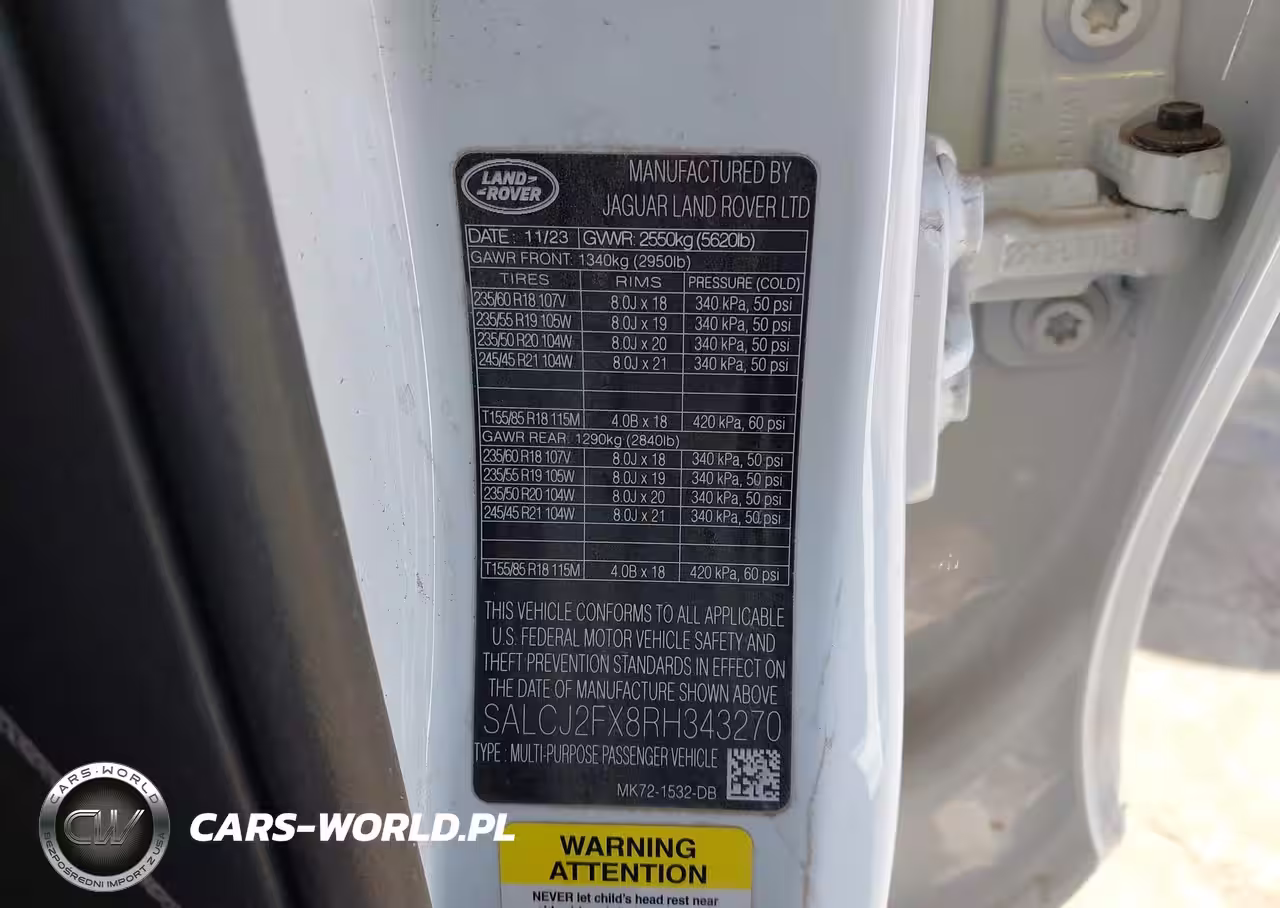 LAND-
-ROVER
MANUFACTURED BY
JAGUAR LAND ROVER LTD
DATE : 11/23 GVWR: 2550kg (5620lb)
GAWR FRONT: 1340kg (2950lb)
TIRES RIMS PRESSURE (COLD)
235/60 R18 107V 8.0J x 18 340 kPa, 50 psi
235/55 R19 105W 8.0J x 19 340 kPa, 50 psi
235/50 R20 104W 8.0J x 20 340 kPa, 50 psi
245/45 R21 104W 8.0J x 21 340 kPa, 50 psi
T155/85 R18 115M 4.0B x 18 420 kPa, 60 psi
GAWR REAR: 1290kg (2840lb)
235/60 R18 107V 8.0J x 18 340 kPa, 50 psi
235/55 R19 105W 8.0J x 19 340 kPa, 50 psi
235/50 R20 104W 8.0J x 20 340 kPa, 50 psi
245/45 R21 104W 8.0J x 21 340 kPa, 50 psi
T155/85 R18 115M 4.0B x 18 420 kPa, 60 psi
THIS VEHICLE CONFORMS TO ALL APPLICABLE
U.S. FEDERAL MOTOR VEHICLE SAFETY AND
THEFT PREVENTION STANDARDS IN EFFECT ON
THE DATE OF MANUFACTURE SHOWN ABOVE
SALCJ2FX8RH343270
TYPE : MULTI-PURPOSE PASSENGER VEHICLE
MK72-1532-DB
WARNING
ATTENTION
NEVER let child's head rest near
CARS-WORLD
CW
BEZPOŚREDNI IMPORT Z USA
CARS-WORLD.PL